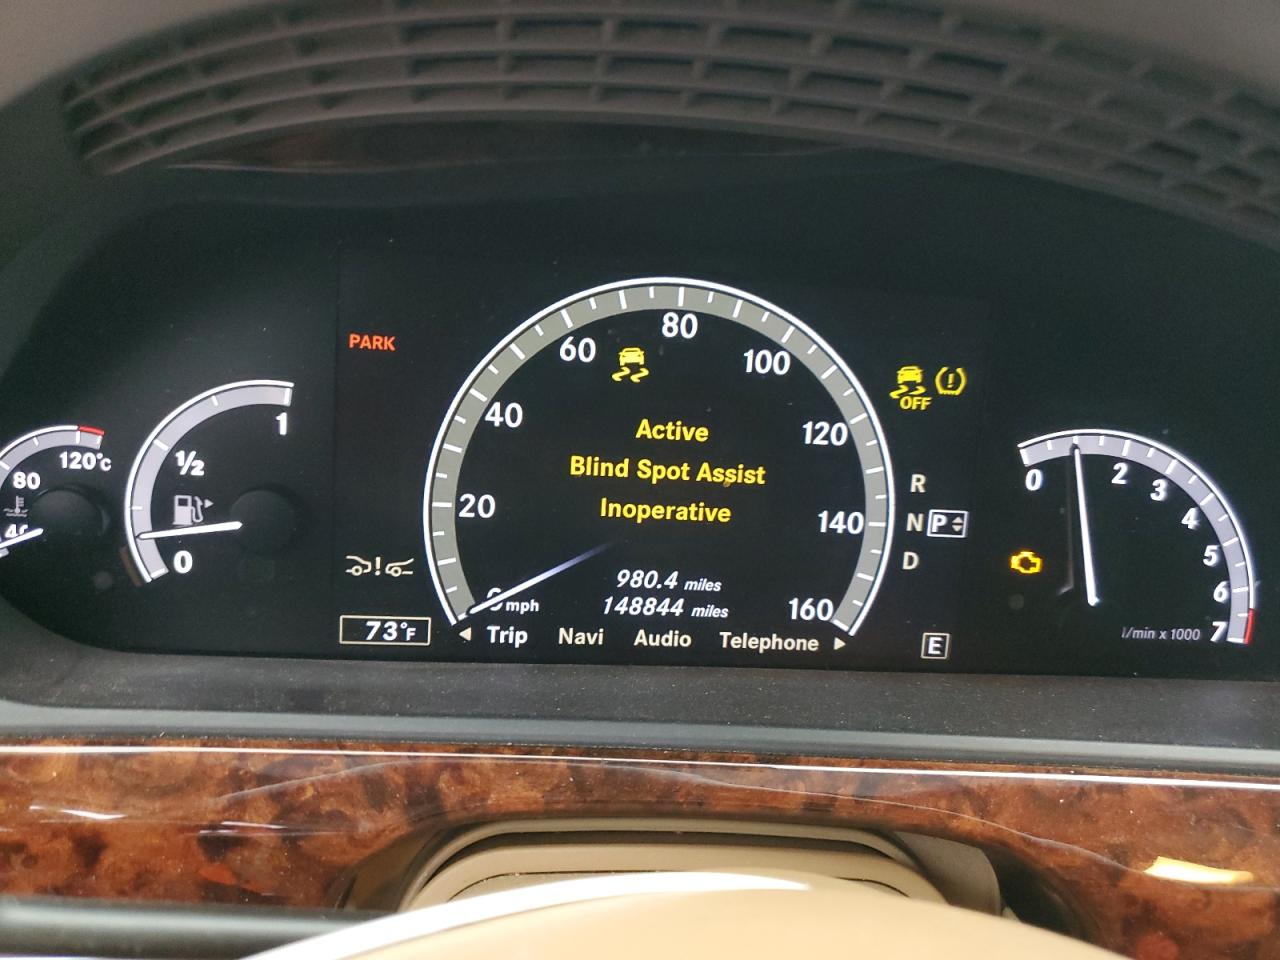 PARK
60
80
100
40
120
20
140
mph
160
Active
Blind Spot Assist
Inoperative
980.4 miles
148844 miles
Trip Navi Audio Telephone
73°F
1
½
0
120°C
80
40
OFF
R
N P
D
E
0
2
3
4
5
6
7
1/min x 1000